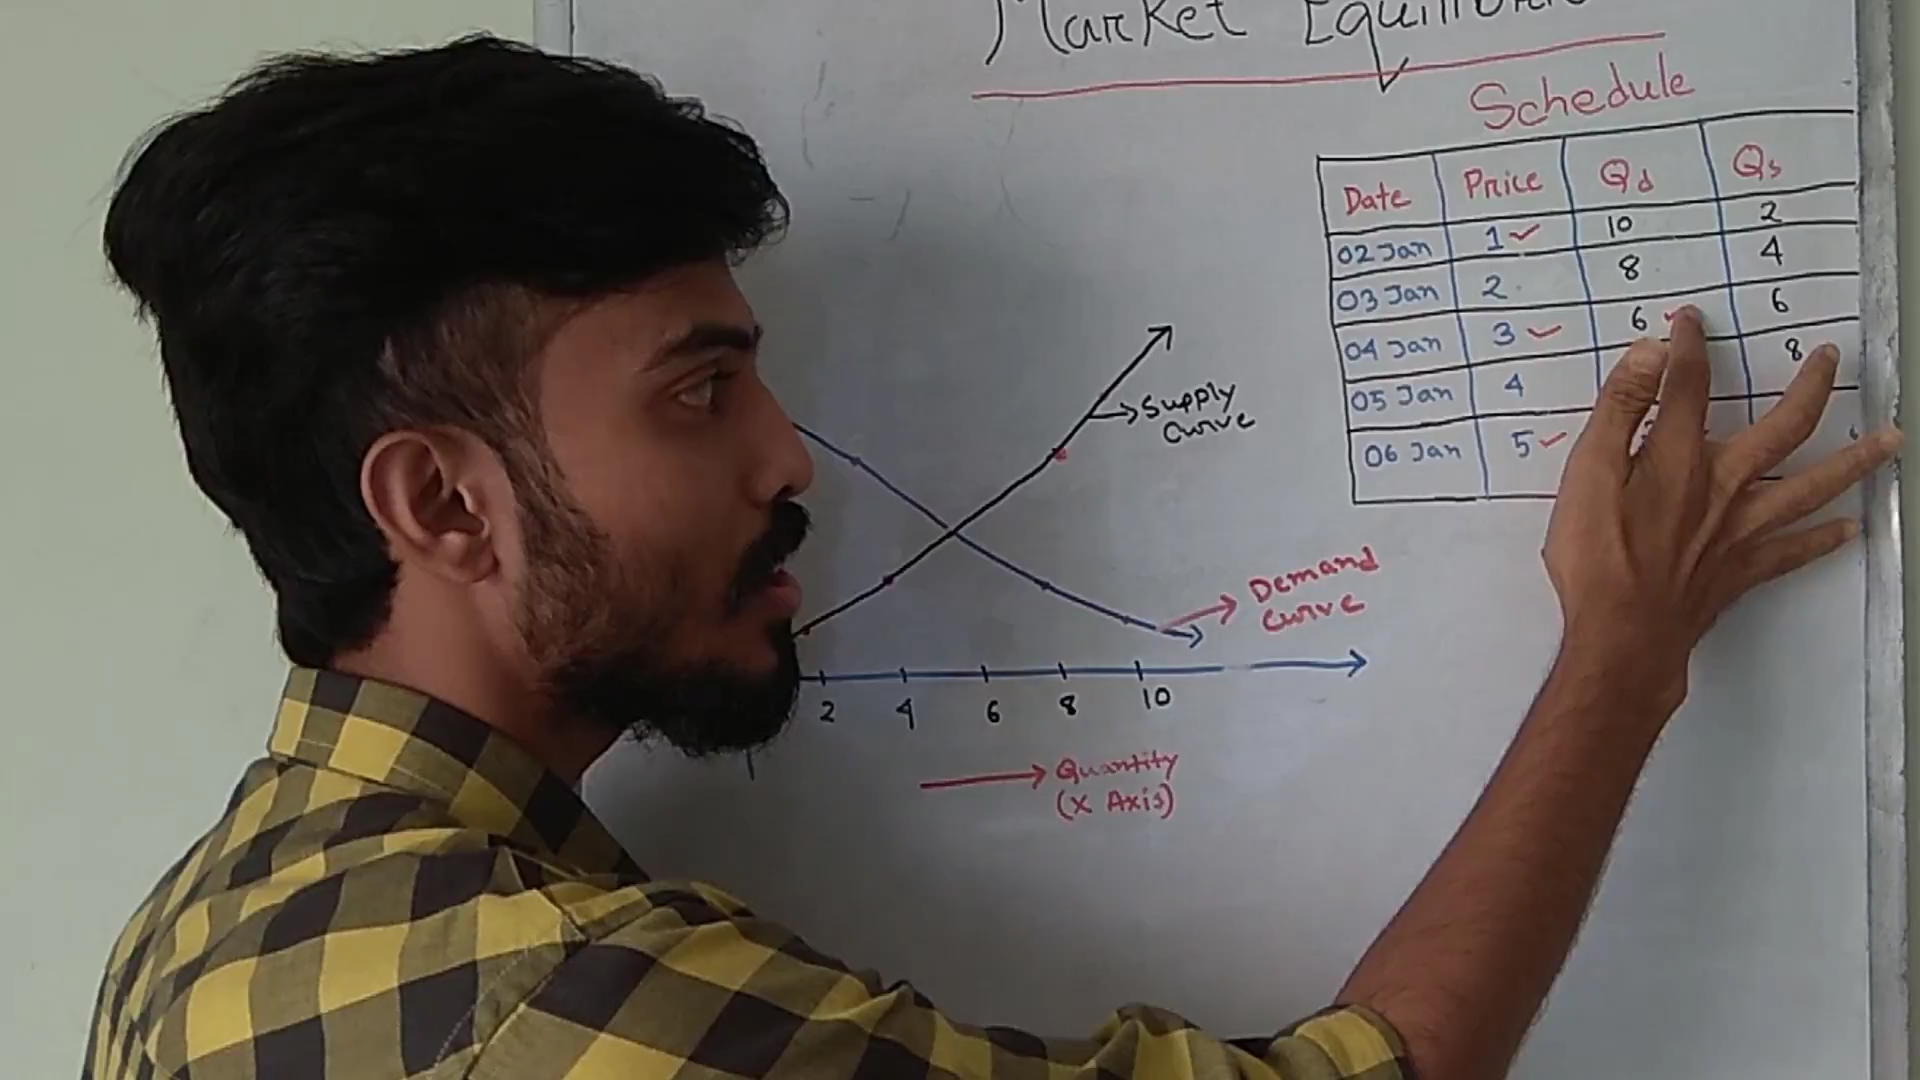 Market
Schedule
Date Price Qd Qs
02 Jan 1 ✓ 10 2
03 Jan 2 8 4
04 Jan 3 ✓ 6 ✓ 6
05 Jan 4 8
06 Jan 5 ✓
Supply
Curve
Demand
Curve
2 4 6 8 10
Quantity
(X Axis)